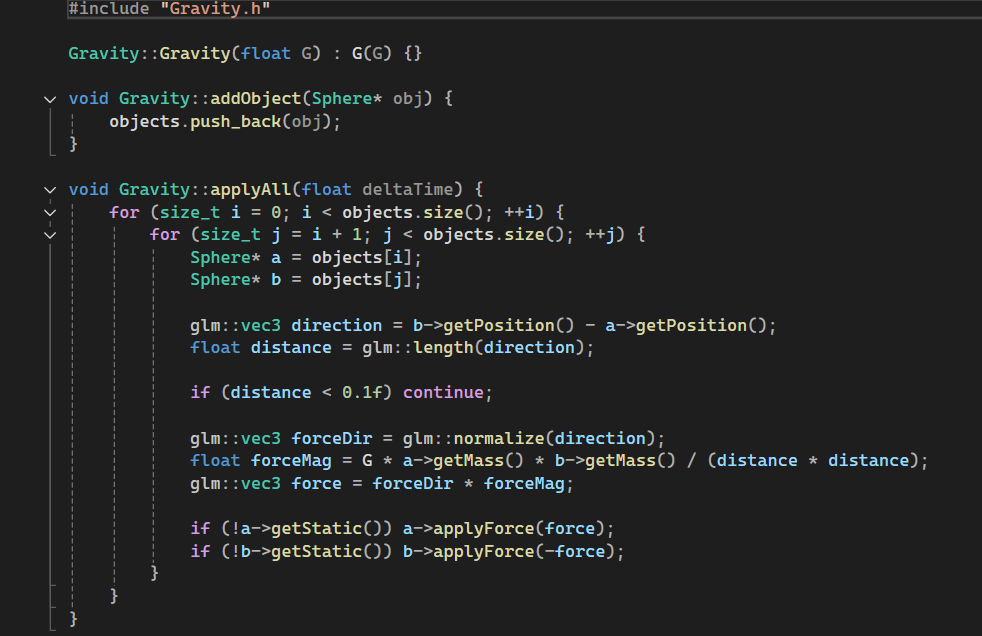 #include "Gravity.h"
Gravity::Gravity(float G) : G(G) {}
void Gravity::addObject(Sphere* obj) {
objects.push_back(obj);
}
void Gravity::applyAll(float deltaTime) {
for (size_t i = 0; i < objects.size(); ++i) {
for (size_t j = i + 1; j < objects.size(); ++j) {
Sphere* a = objects[i];
Sphere* b = objects[j];
glm::vec3 direction = b->getPosition() - a->getPosition();
float distance = glm::length(direction);
if (distance < 0.1f) continue;
glm::vec3 forceDir = glm::normalize(direction);
float forceMag = G * a->getMass() * b->getMass() / (distance * distance);
glm::vec3 force = forceDir * forceMag;
if (!a->getStatic()) a->applyForce(force);
if (!b->getStatic()) b->applyForce(-force);
}
}
}